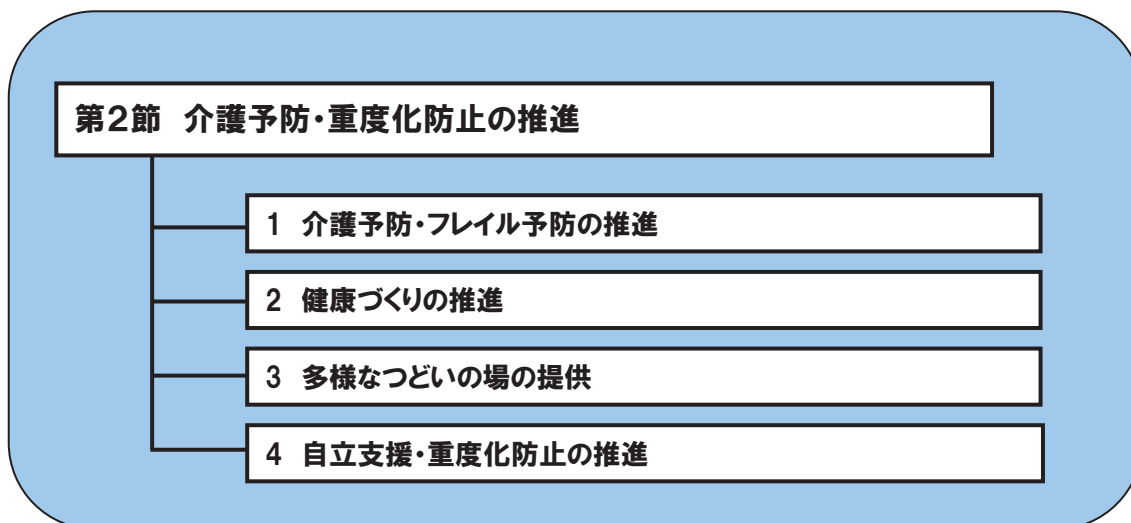 第2節 介護予防・重度化防止の推進
1 介護予防・フレイル予防の推進
2 健康づくりの推進
3 多様なつどいの場の提供
4 自立支援・重度化防止の推進